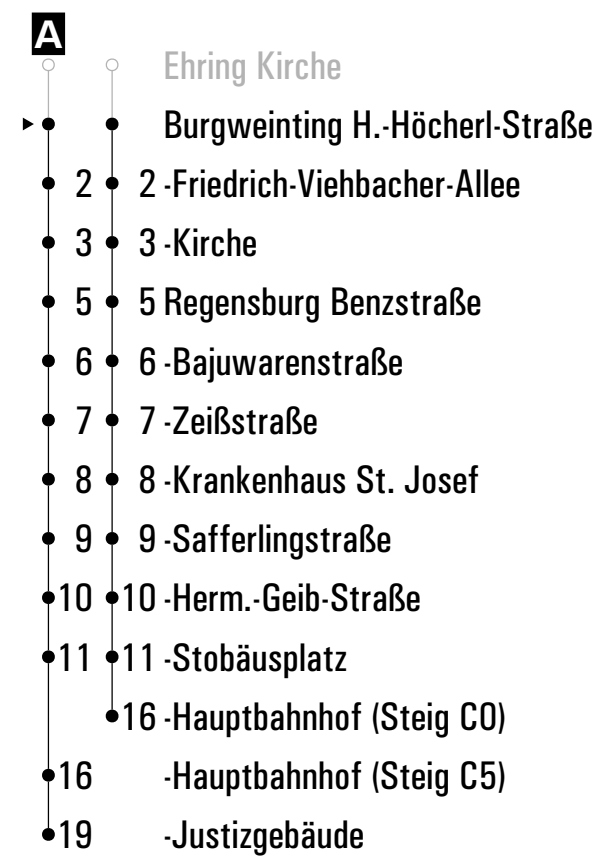 A
Ehring Kirche
Burgweinting H.-Höcherl-Straße
2 2 -Friedrich-Viehbacher-Allee
3 3 -Kirche
5 5 Regensburg Benzstraße
6 6 -Bajuwarenstraße
7 7 -Zeißstraße
8 8 -Krankenhaus St. Josef
9 9 -Safferlingstraße
10 10 -Herm.-Geib-Straße
11 11 -Stobäusplatz
16 -Hauptbahnhof (Steig C0)
16 -Hauptbahnhof (Steig C5)
19 -Justizgebäude